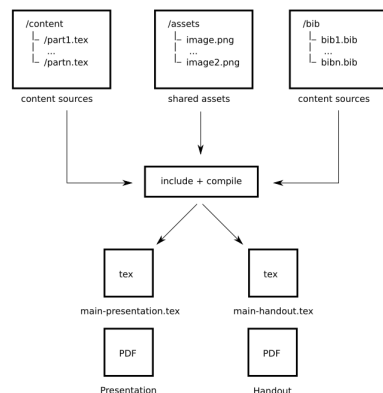 /content
/part1.tex
...
/partn.tex
content sources
/assets
image.png
...
image2.png
shared assets
/bib
bib1.bib
...
bibn.bib
content sources
include + compile
tex
main-presentation.tex
tex
main-handout.tex
PDF
Presentation
PDF
Handout